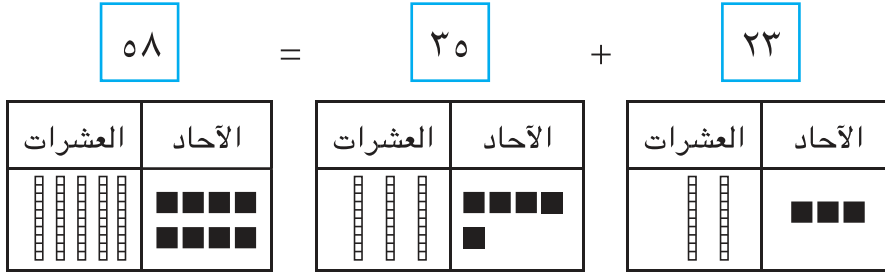 ٢٣ + ٣٥ = ٥٨
الآحاد العشرات الآحاد العشرات الآحاد العشرات